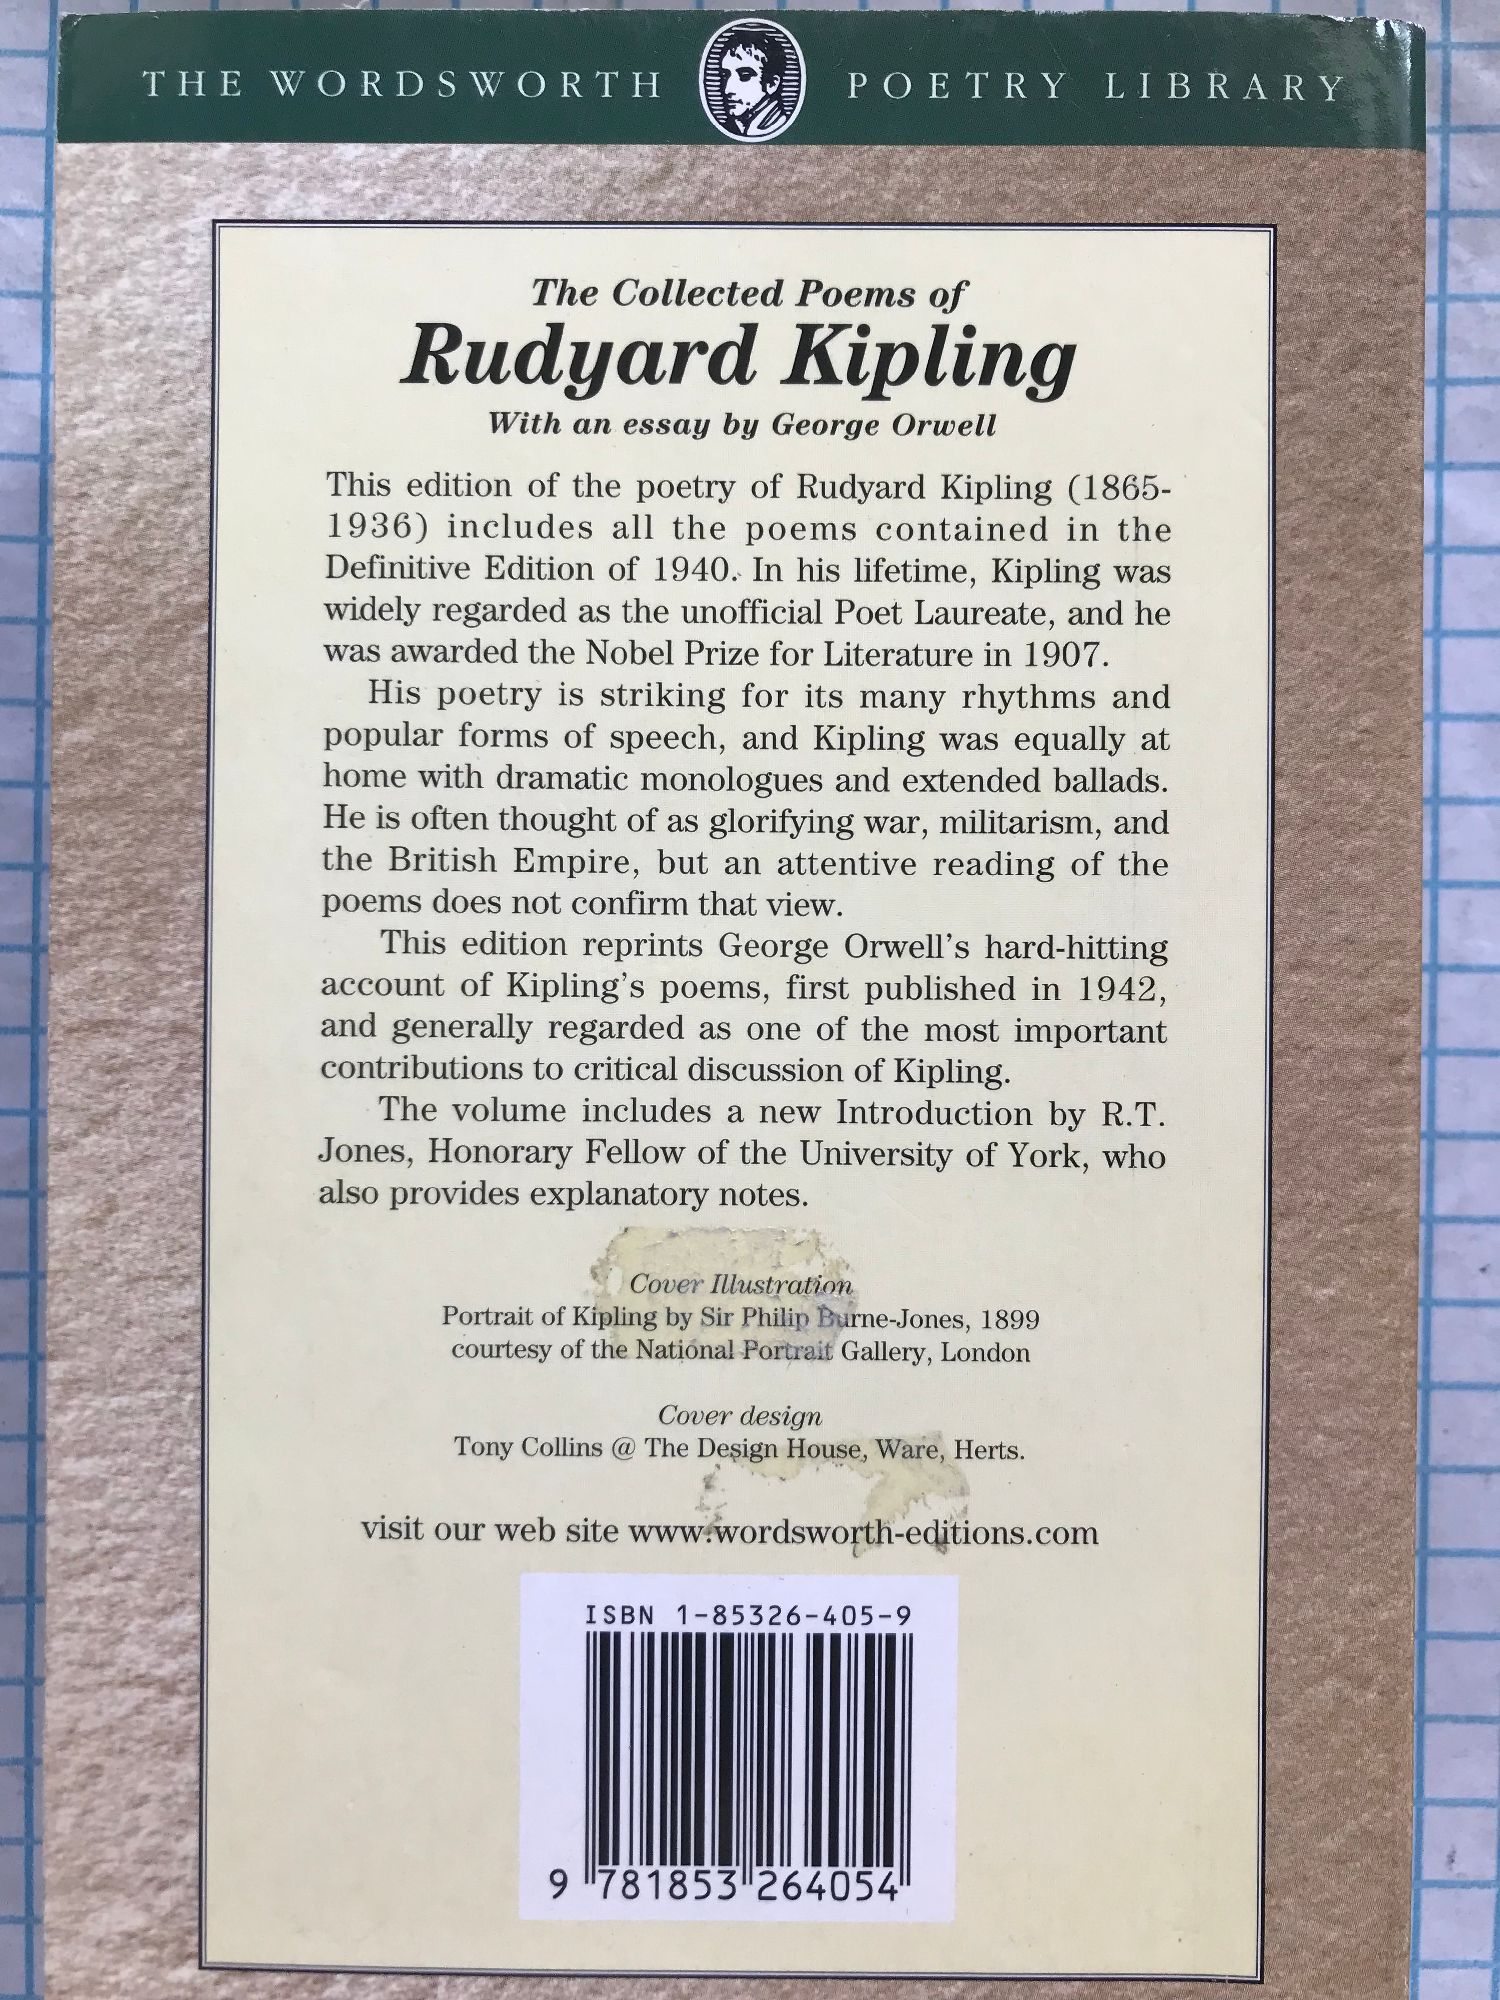 THE WORDSWORTH POETRY LIBRARY
The Collected Poems of
Rudyard Kipling
With an essay by George Orwell
This edition of the poetry of Rudyard Kipling (1865-
1936) includes all the poems contained in the
Definitive Edition of 1940. In his lifetime, Kipling was
widely regarded as the unofficial Poet Laureate, and he
was awarded the Nobel Prize for Literature in 1907.
His poetry is striking for its many rhythms and
popular forms of speech, and Kipling was equally at
home with dramatic monologues and extended ballads.
He is often thought of as glorifying war, militarism, and
the British Empire, but an attentive reading of the
poems does not confirm that view.
This edition reprints George Orwell's hard-hitting
account of Kipling's poems, first published in 1942,
and generally regarded as one of the most important
contributions to critical discussion of Kipling.
The volume includes a new Introduction by R.T.
Jones, Honorary Fellow of the University of York, who
also provides explanatory notes.
Cover Illustration
Portrait of Kipling by Sir Philip Burne-Jones, 1899
courtesy of the National Portrait Gallery, London
Cover design
Tony Collins @ The Design House, Ware, Herts.
visit our web site www.wordsworth-editions.com
ISBN 1-85326-405-9
9 781853 264054